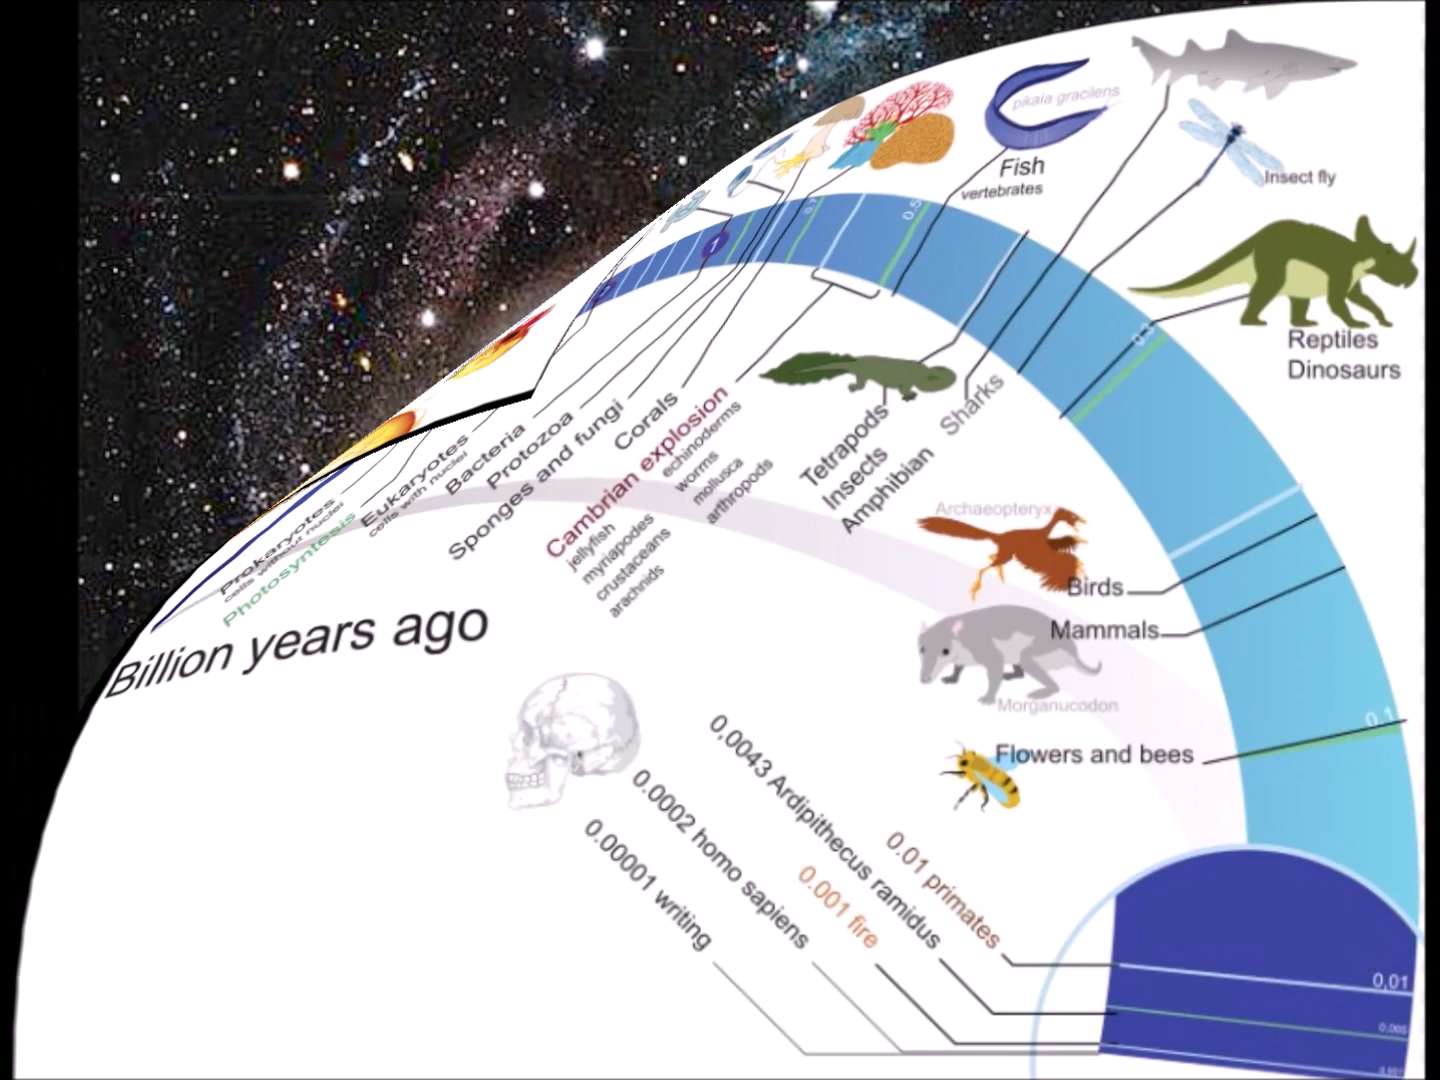 pikaia gracilens
Fish
vertebrates
Insect fly
Reptiles
Dinosaurs
1
0.5
0.1
Prokaryotes
cells without nuclei
Photosyntesis
Eukaryotes
cells with nuclei
Bacteria
Protozoa
Sponges and fungi
Corals
Cambrian explosion
echinoderms
worms
mollusca
arthropods
jellyfish
myriapodes
crustaceans
arachnids
Tetrapods
Insects
Amphibian
Sharks
Archaeopteryx
Birds
Mammals
Morganucodon
Flowers and bees
Billion years ago
0,0043 Ardipithecus ramidus
0.0002 homo sapiens
0.00001 writing
0.01 primates
0.001 fire
0,01